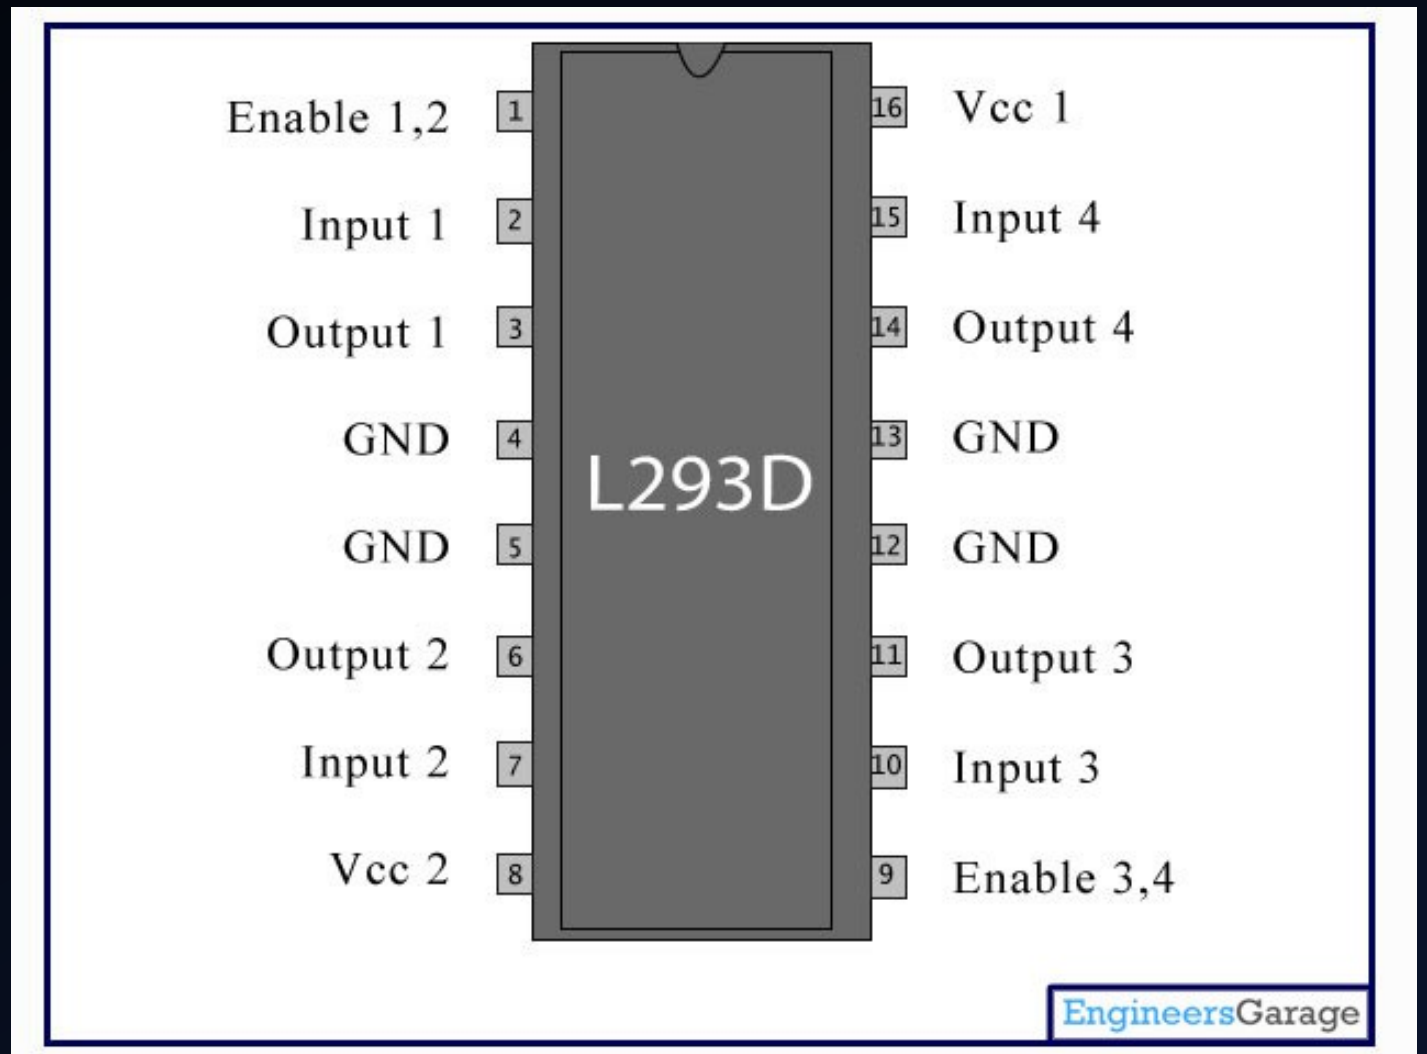 Enable 1,2 1 16 Vcc 1
Input 1 2 15 Input 4
Output 1 3 14 Output 4
GND 4 13 GND
L293D
GND 5 12 GND
Output 2 6 11 Output 3
Input 2 7 10 Input 3
Vcc 2 8 9 Enable 3,4
EngineersGarage